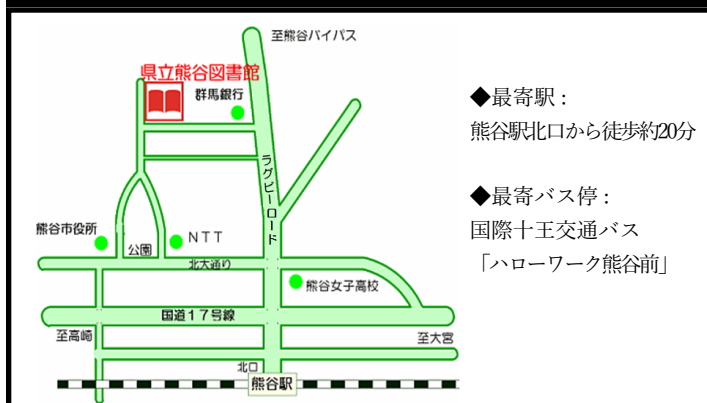 至熊谷バイパス
県立熊谷図書館
群馬銀行
ラグビーロード
熊谷市役所
公園
NTT
北大通り
熊谷女子高校
国道17号線
至高崎
至大宮
北口
熊谷駅
◆最寄駅:
熊谷駅北口から徒歩約20分
◆最寄バス停:
国際十王交通バス
「ハローワーク熊谷前」